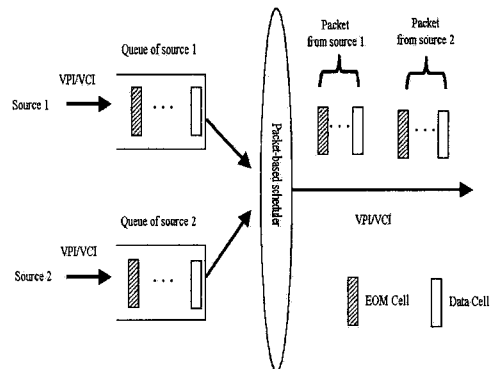 Packet
from source 1
Packet
from source 2
Queue of source 1
VPI/VCI
Source 1
Packet-based scheduler
Queue of source 2
VPI/VCI
VPI/VCI
Source 2
EOM Cell
Data Cell